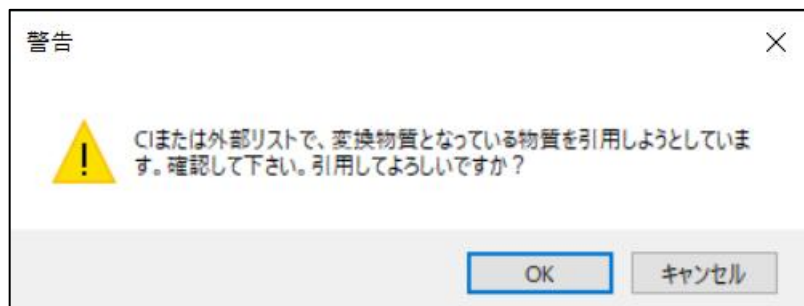 警告
CIまたは外部リストで、変換物質となっている物質を引用しようとしていま
す。確認して下さい。引用してよろしいですか？
OK
キャンセル